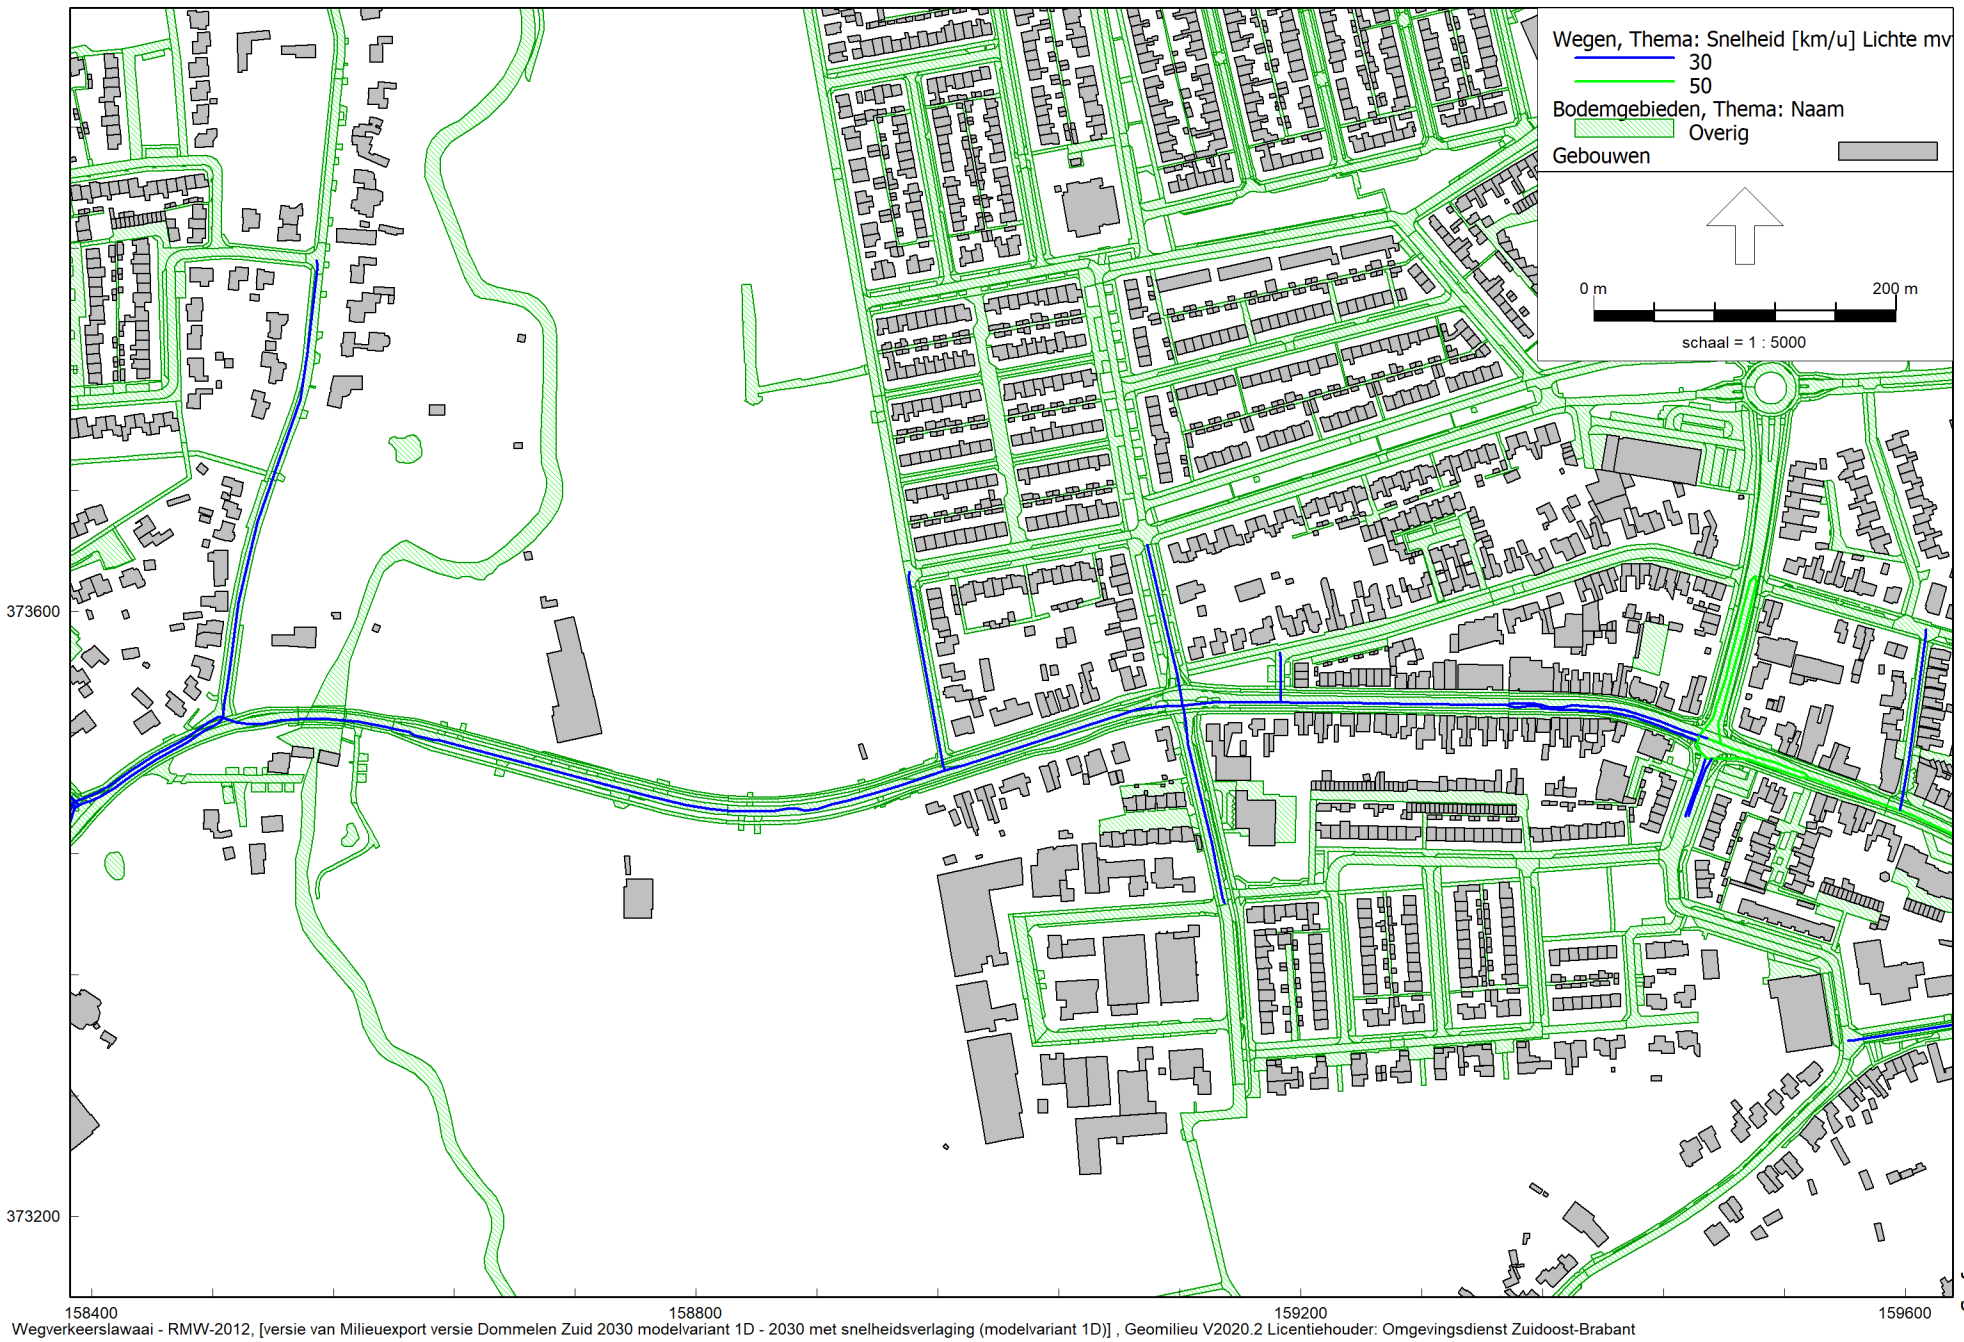 Wegen, Thema: Snelheid [km/u] Lichte mv
30
50
Bodemgebieden, Thema: Naam
Overig
Gebouwen
0 m 200 m
schaal = 1 : 5000
373600
373200
158400 158800 159200 159600
Wegverkeerslawaai - RMW-2012, [versie van Milieuexport versie Dommelen Zuid 2030 modelvariant 1D - 2030 met snelheidsverlaging (modelvariant 1D)] , Geomilieu V2020.2 Licentiehouder: Omgevingsdienst Zuidoost-Brabant